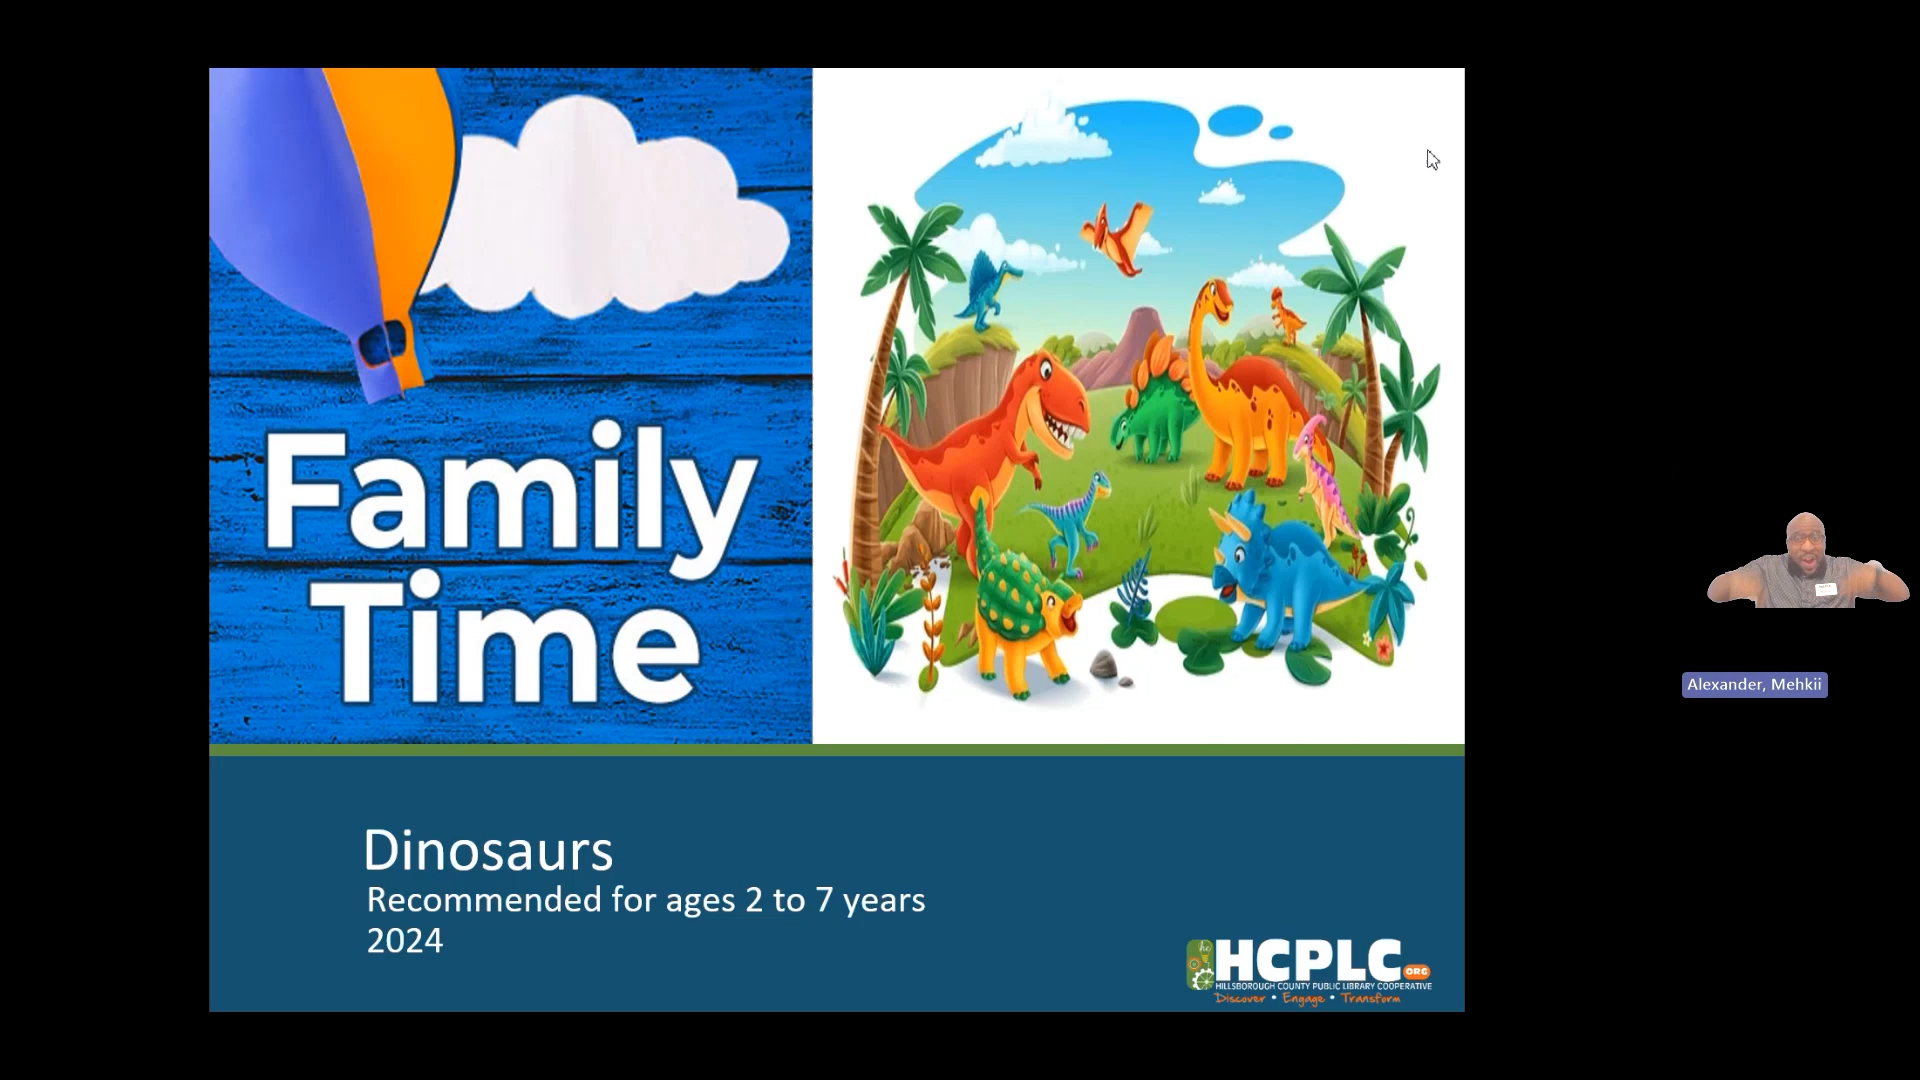 Family
Time
Dinosaurs
Recommended for ages 2 to 7 years
2024
HCPLC ORG
HILLSBOROUGH COUNTY PUBLIC LIBRARY COOPERATIVE
Discover • Engage • Transform
Alexander, Mehkii